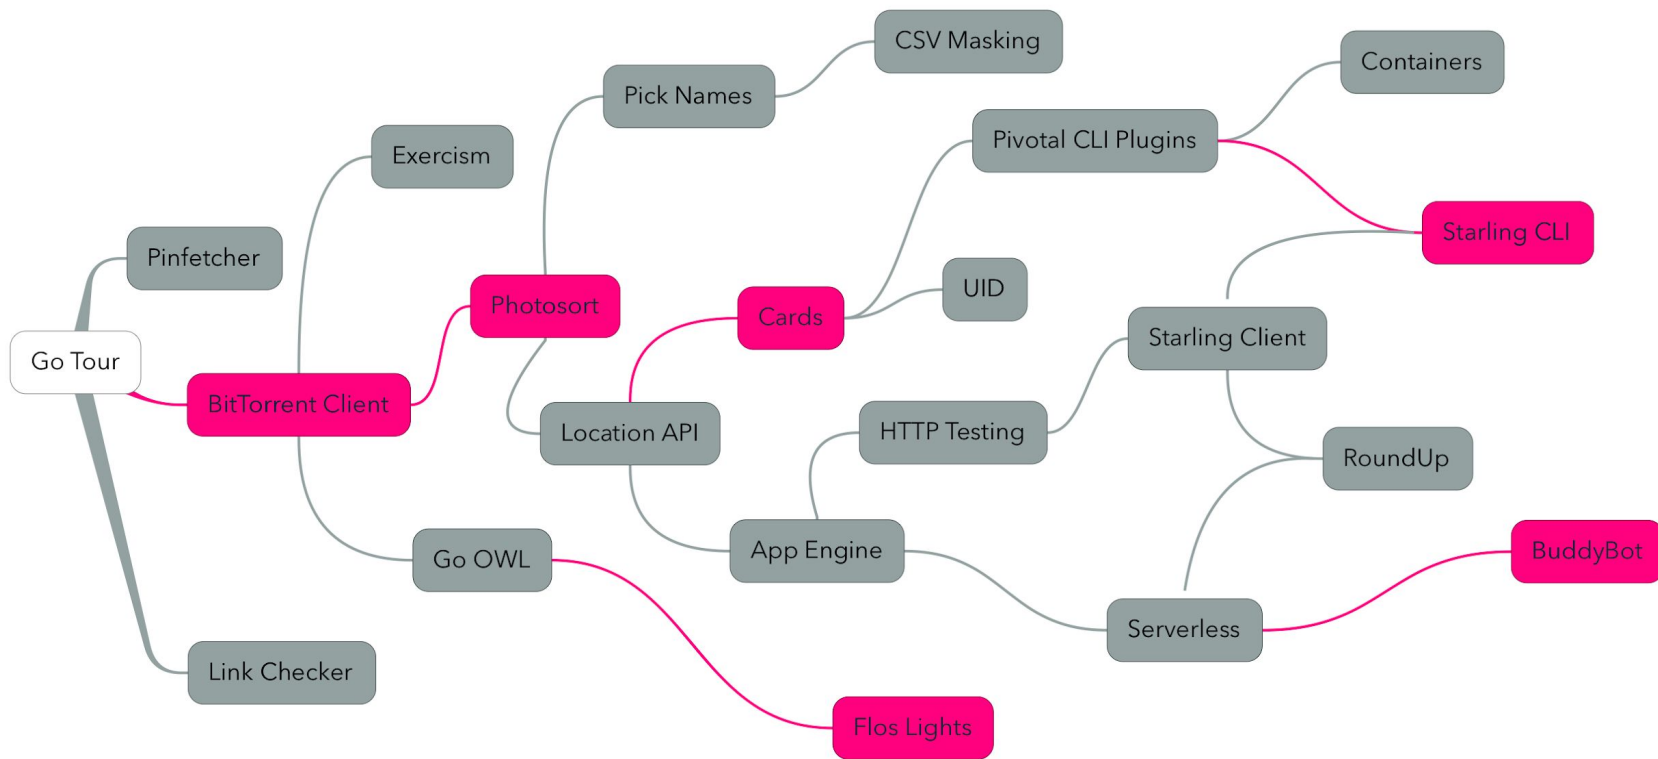 CSV Masking
Containers
Pick Names
Pivotal CLI Plugins
Exercism
Starling CLI
Pinfetcher
UID
Photosort
Cards
Starling Client
Go Tour
BitTorrent Client
Location API
HTTP Testing
RoundUp
App Engine
BuddyBot
Go OWL
Serverless
Link Checker
Flos Lights